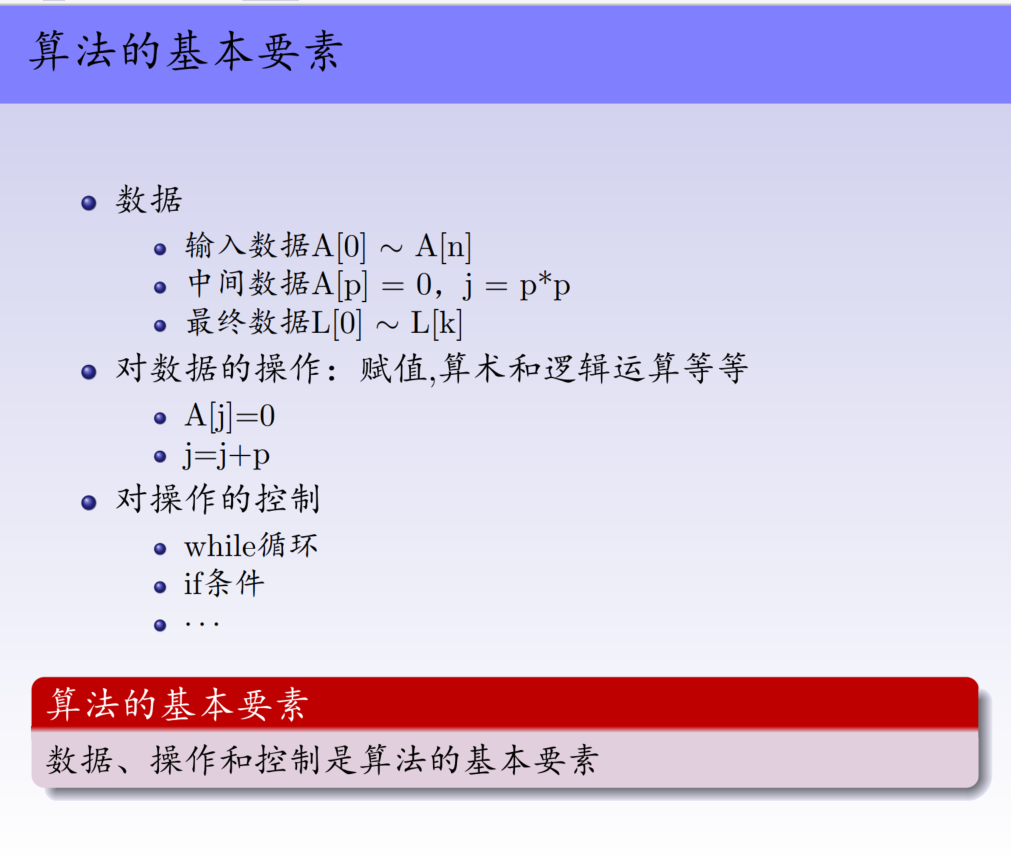 算法的基本要素
数据
输入数据A[0] ∼ A[n]
中间数据A[p] = 0，j = p*p
最终数据L[0] ∼ L[k]
对数据的操作：赋值,算术和逻辑运算等等
A[j]=0
j=j+p
对操作的控制
while循环
if条件
· · ·
算法的基本要素
数据、操作和控制是算法的基本要素